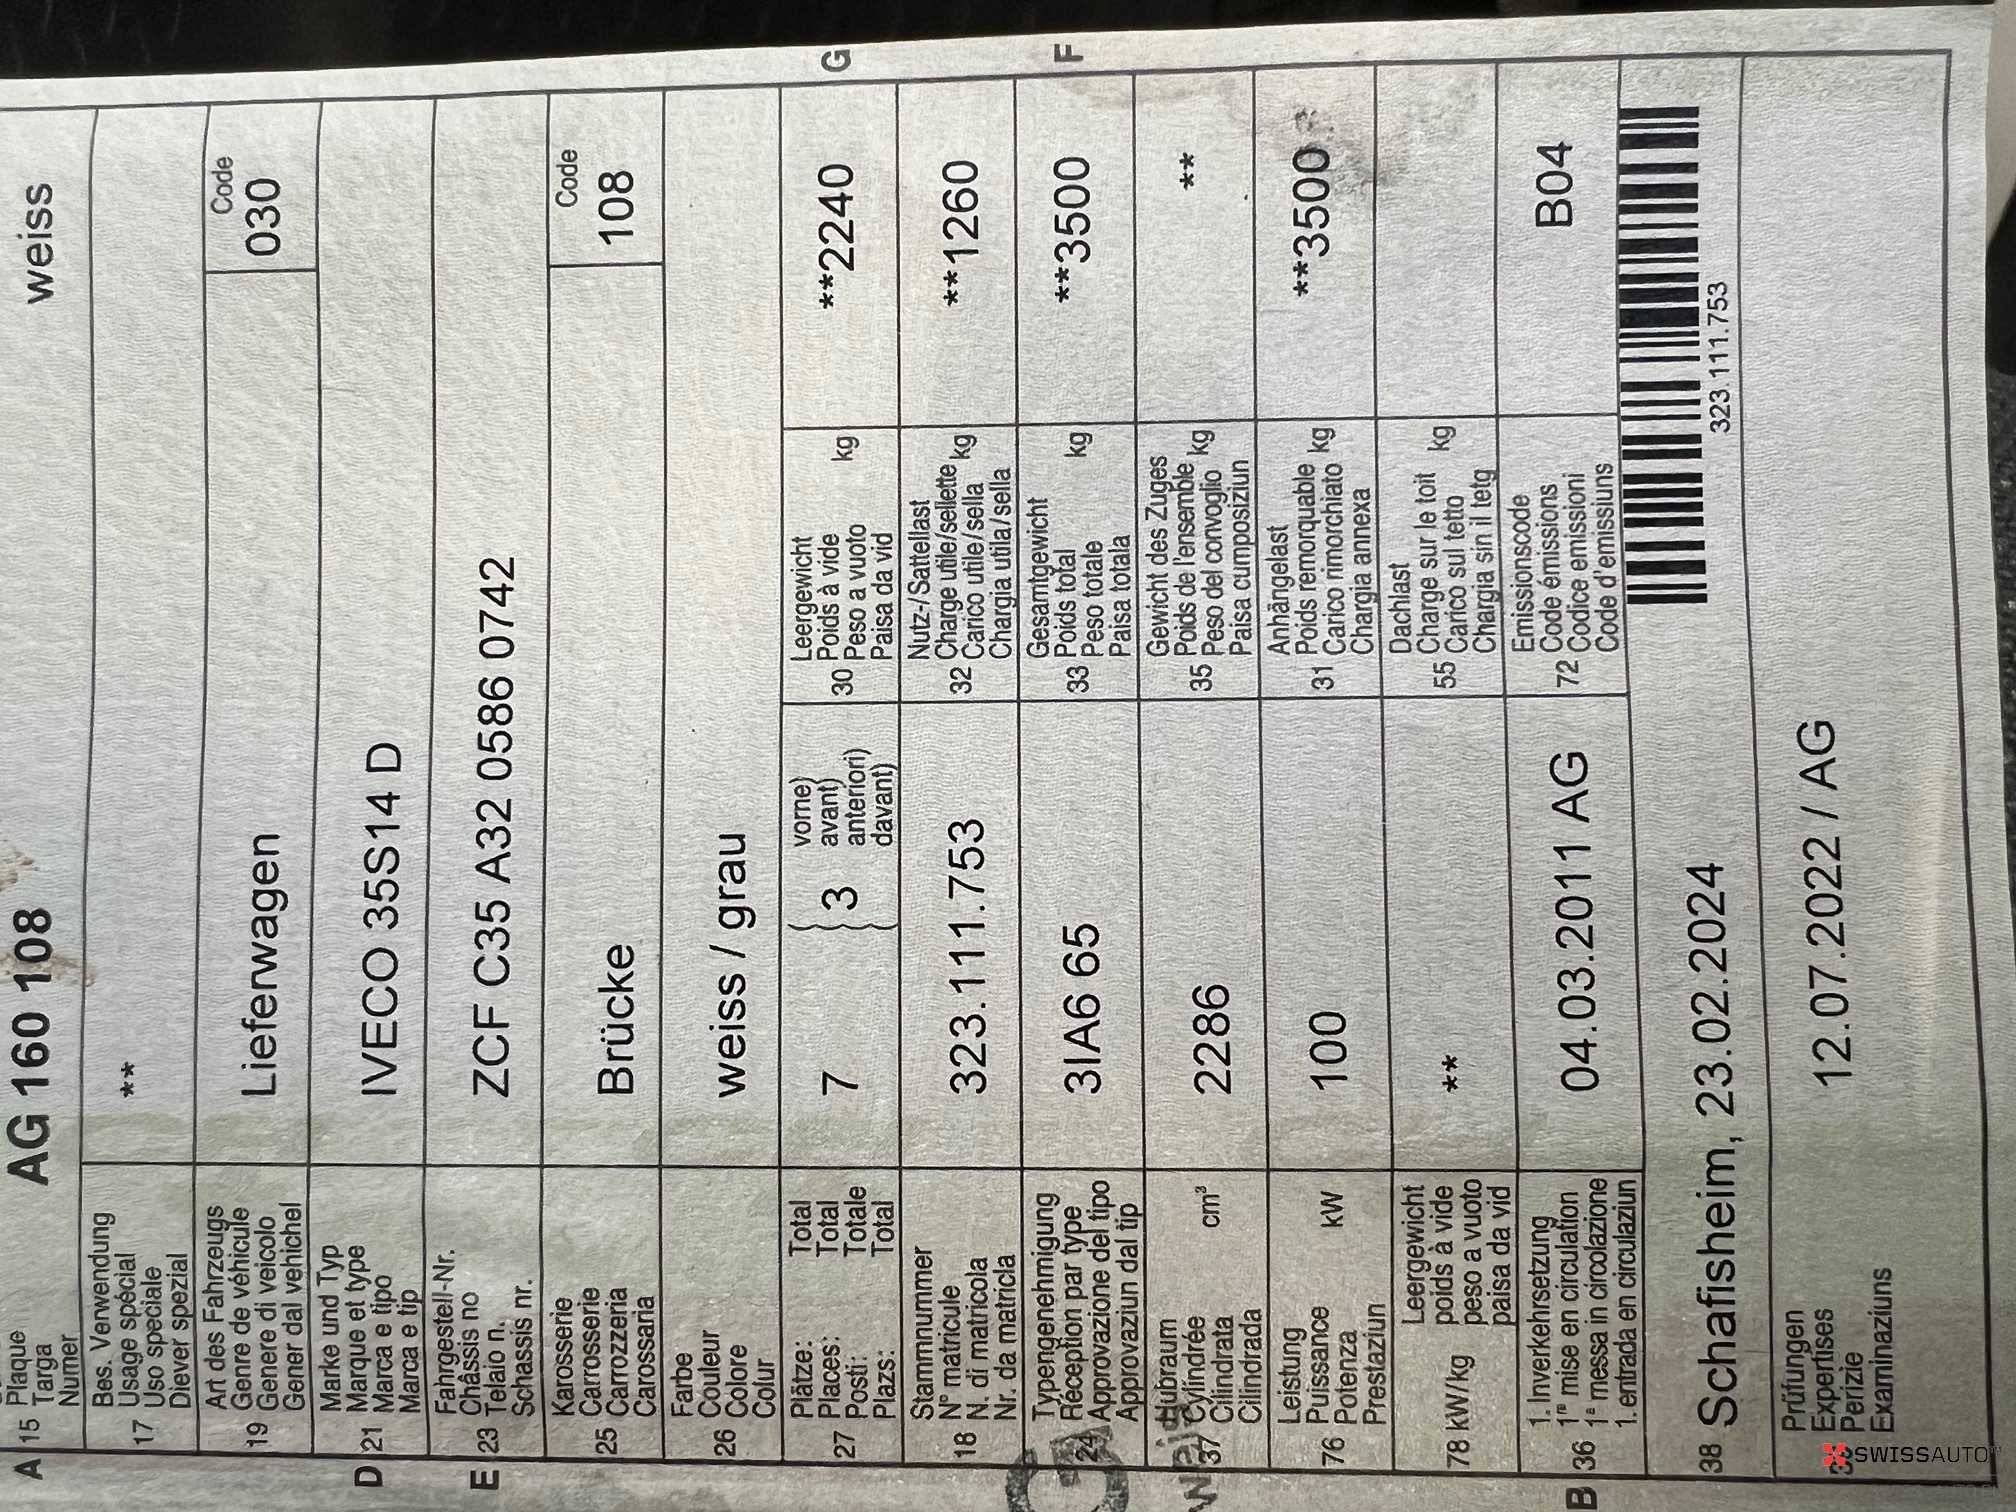 A 15 Plaque
Targa
Numer
AG 160 108 weiss
17 Bes. Verwendung
Usage spécial
Uso speciale
Diever spezial
**
19 Art des Fahrzeugs
Genre de véhicule
Genere di veicolo
Gener dal vehichel
Lieferwagen
Code
030
D 21 Marke und Typ
Marque et type
Marca e tipo
Marca e tip
IVECO 35S14 D
E 23 Fahrgestell-Nr.
Châssis no
Telaio n.
Schassis nr.
ZCF C35 A32 0586 0742
25 Karosserie
Carrosserie
Carrozzeria
Carossaria
Brücke
Code
108
26 Farbe
Couleur
Colore
Colur
weiss / grau
27 Plätze: Total
Places: Total
Posti: Totale
Plazs: Total
7
3
vorne
avant
anteriori
davant
30 Leergewicht
Poids à vide kg
Peso a vuoto
Paisa da vid
**2240 G
18 Stammnummer
N° matricule
N. di matricola
Nr. da matricla
323.111.753
32 Nutz-/Sattellast
Charge utile/sellette kg
Carico utile/sella
Chargia utila/sella
**1260
24 Typengenehmigung
Réception par type
Approvazione del tipo
Approvaziun dal tip
3IA6 65
33 Gesamtgewicht
Poids total kg
Peso totale
Paisa totala
**3500 F
37 Hubraum
Cylindrée cm³
Cilindrata
Cilindrada
2286
35 Gewicht des Zuges
Poids de l'ensemble kg
Peso del convoglio
Paisa cumposiziun
**
76 Leistung
Puissance kW
Potenza
Prestaziun
100
31 Anhängelast
Poids remorquable kg
Carico rimorchiato
Chargia annexa
**3500
78 kW/kg Leergewicht
poids à vide
peso a vuoto
paisa da vid
**
55 Dachlast
Charge sur le toit kg
Carico sul tetto
Chargia sin il tetg
B 36 1. Inverkehrsetzung
1re mise en circulation
1a messa in circolazione
1. entrada en circulaziun
04.03.2011 AG
72 Emissionscode
Code émissions
Codice emissioni
Code d'emissiuns
B04
38 Schafisheim, 23.02.2024
323.111.753
39 Prüfungen
Expertises
Perizie
Examinaziuns
12.07.2022 / AG
SWISSAUTO